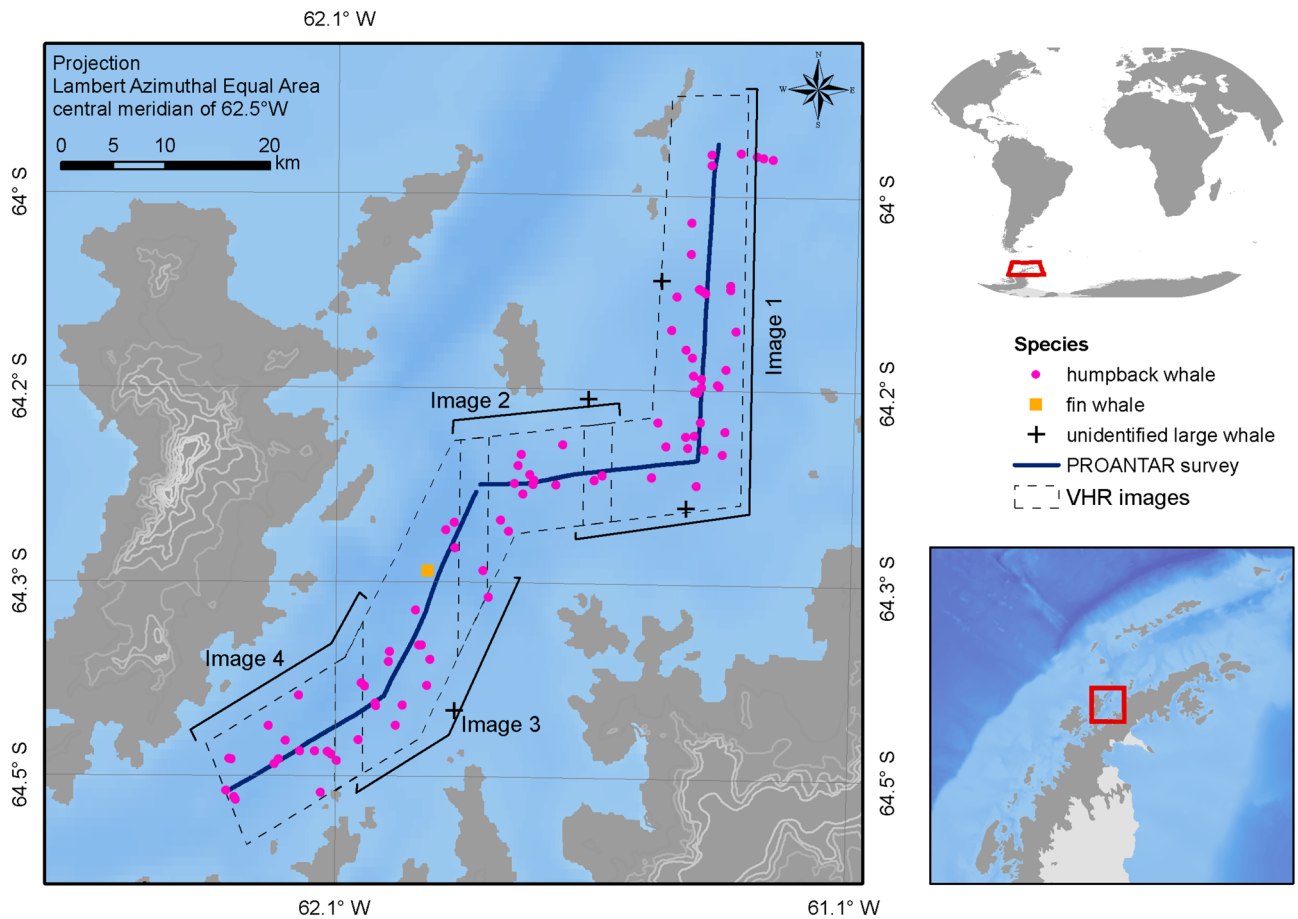 62.1° W
Projection
Lambert Azimuthal Equal Area
central meridian of 62.5°W
0 5 10 20
km
N
W E
S
64° S
64° S
Image 1
Species
humpback whale
fin whale
unidentified large whale
PROANTAR survey
VHR images
64.2° S
64.2° S
Image 2
64.3° S
64.3° S
Image 4
Image 3
64.5° S
64.5° S
62.1° W
61.1° W